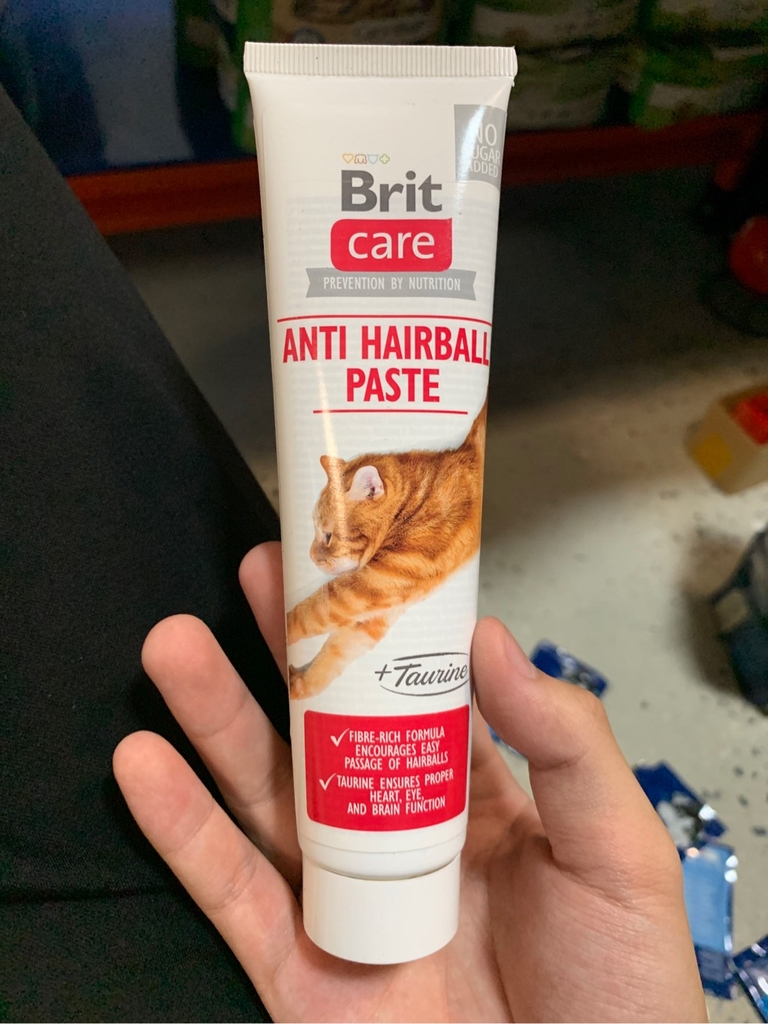 NO
SUGAR
ADDED
Brit
care
PREVENTION BY NUTRITION
ANTI HAIRBALL
PASTE
+Taurine
✓FIBRE-RICH FORMULA
ENCOURAGES EASY
PASSAGE OF HAIRBALLS
✓TAURINE ENSURES PROPER
HEART, EYE,
AND BRAIN FUNCTION